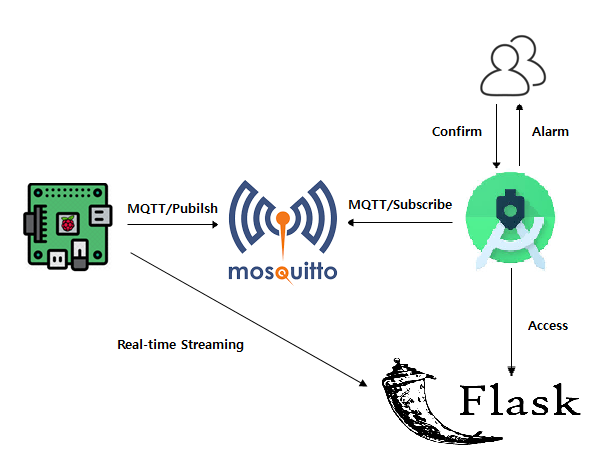 Confirm
Alarm
MQTT/Pubilsh
MQTT/Subscribe
mosquitto
Real-time Streaming
Access
Flask